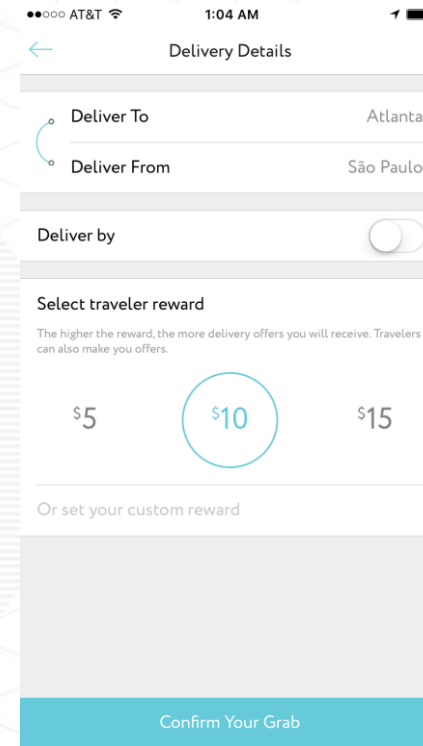 AT&T 1:04 AM
Delivery Details
Deliver To Atlanta
Deliver From São Paulo
Deliver by
Select traveler reward
The higher the reward, the more delivery offers you will receive. Travelers
can also make you offers.
$5 $10 $15
Or set your custom reward
Confirm Your Grab